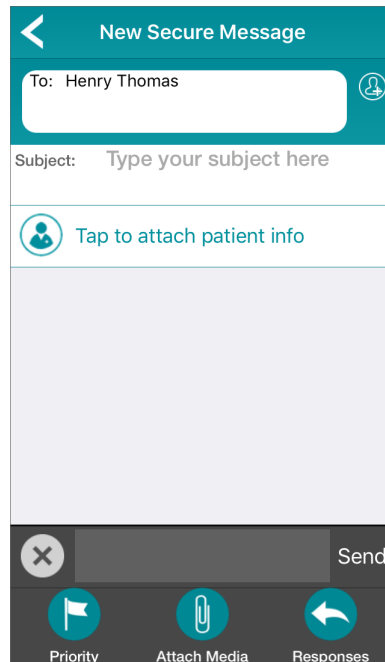 New Secure Message
To: Henry Thomas
Subject: Type your subject here
Tap to attach patient info
Send
Priority Attach Media Responses